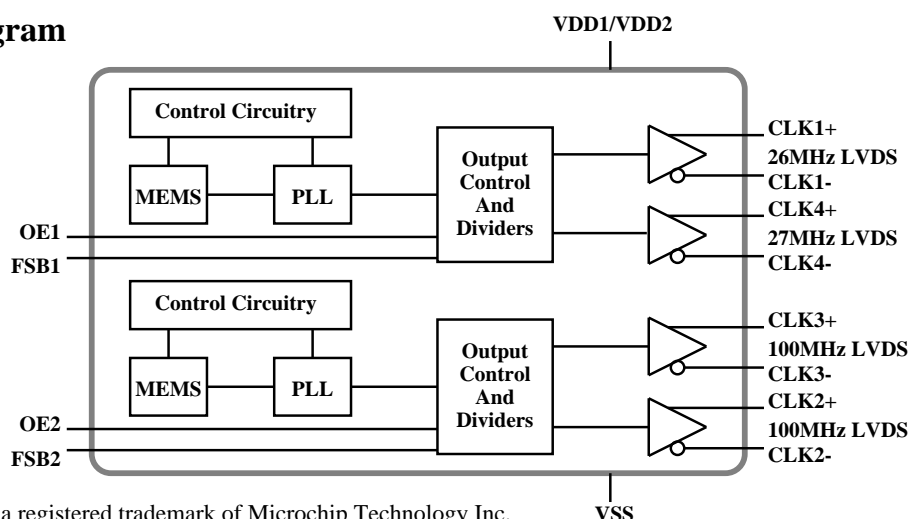 gram
VDD1/VDD2
Control Circuitry
MEMS
PLL
Output
Control
And
Dividers
CLK1+
26MHz LVDS
CLK1-
CLK4+
27MHz LVDS
CLK4-
OE1
FSB1
Control Circuitry
MEMS
PLL
Output
Control
And
Dividers
CLK3+
100MHz LVDS
CLK3-
CLK2+
100MHz LVDS
CLK2-
OE2
FSB2
VSS
a registered trademark of Microchip Technology Inc.